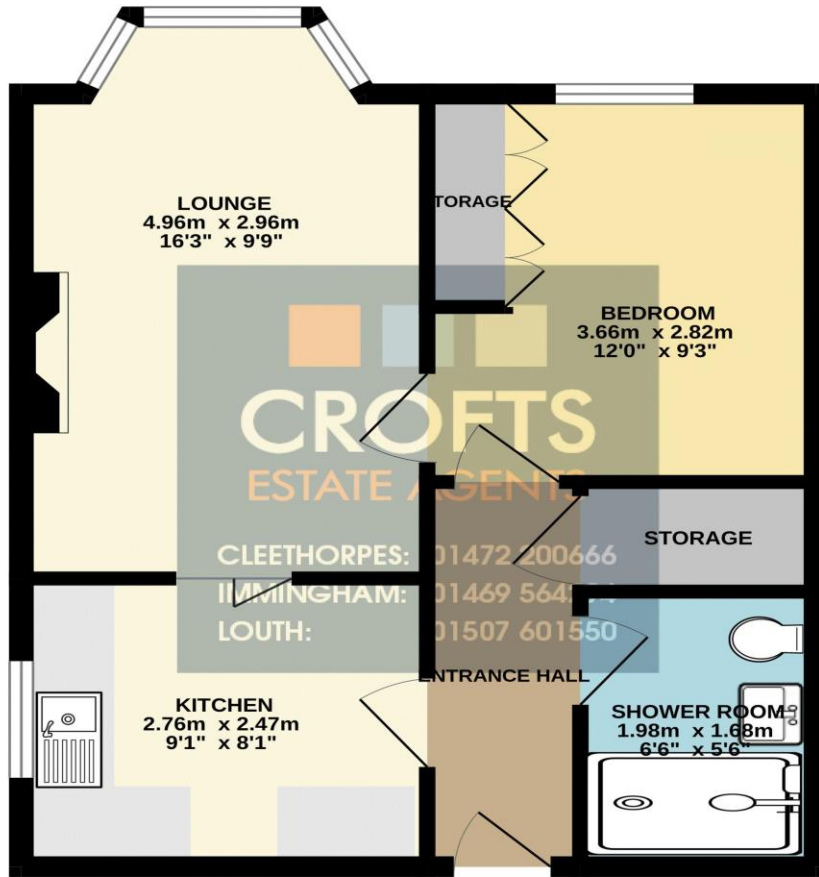 LOUNGE
4.96m x 2.96m
16'3" x 9'9"
TORAGE
BEDROOM
3.66m x 2.82m
12'0" x 9'3"
CROFTS
ESTATE AGENTS
CLEETHORPES: 01472 200666
IMMINGHAM: 01469 564
LOUTH: 01507 601550
STORAGE
ENTRANCE HALL
KITCHEN
2.76m x 2.47m
9'1" x 8'1"
SHOWER ROOM
1.98m x 1.68m
6'6" x 5'6"